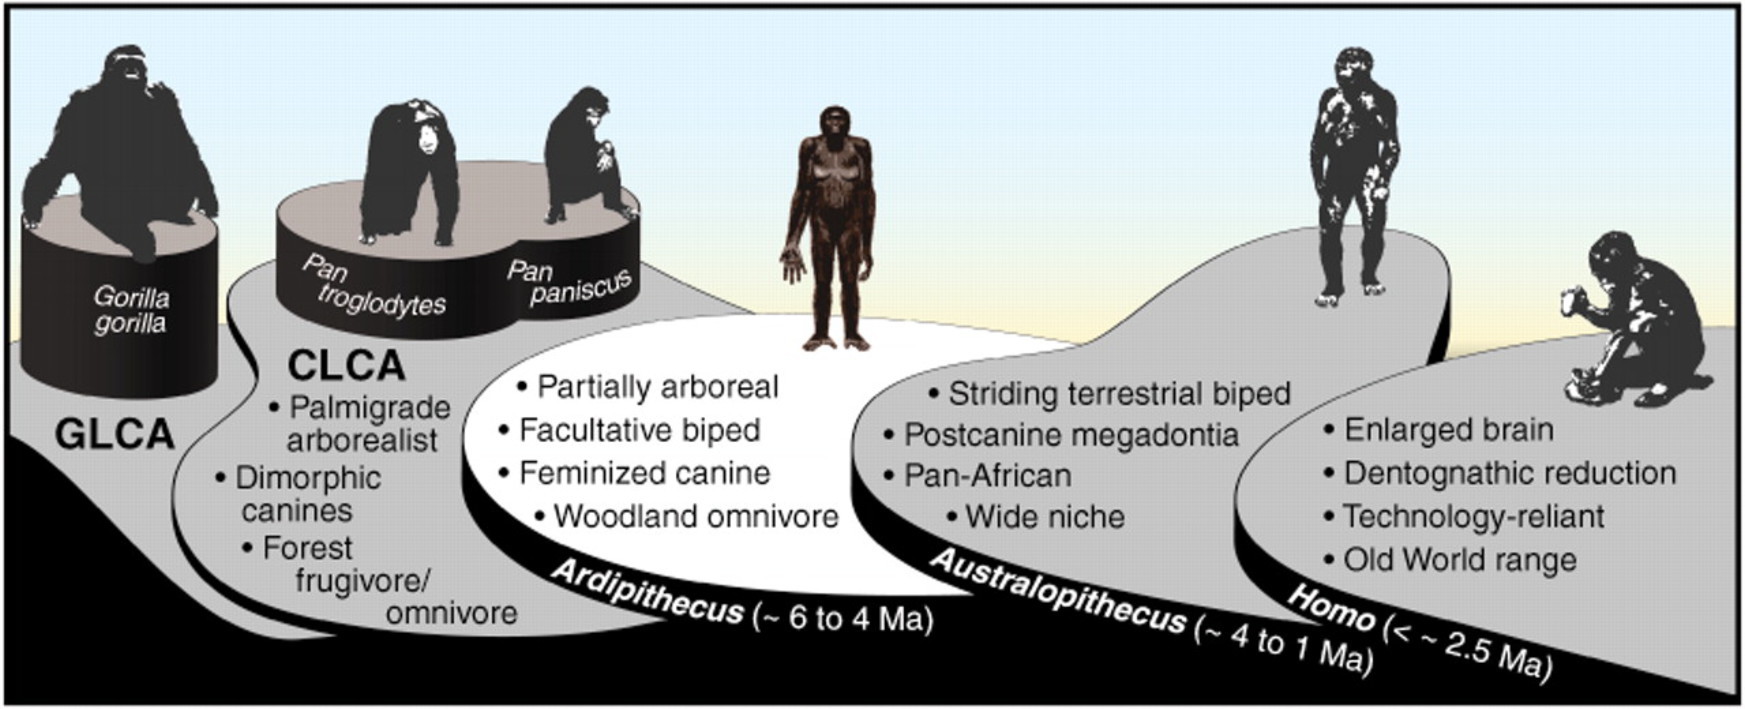 Gorilla
gorilla
GLCA
Pan
troglodytes
Pan
paniscus
CLCA
• Palmigrade
arborealist
• Dimorphic
canines
• Forest
frugivore/
omnivore
• Partially arboreal
• Facultative biped
• Feminized canine
• Woodland omnivore
Ardipithecus (~ 6 to 4 Ma)
• Striding terrestrial biped
• Postcanine megadontia
• Pan-African
• Wide niche
Australopithecus (~ 4 to 1 Ma)
• Enlarged brain
• Dentognathic reduction
• Technology-reliant
• Old World range
Homo (< ~ 2.5 Ma)